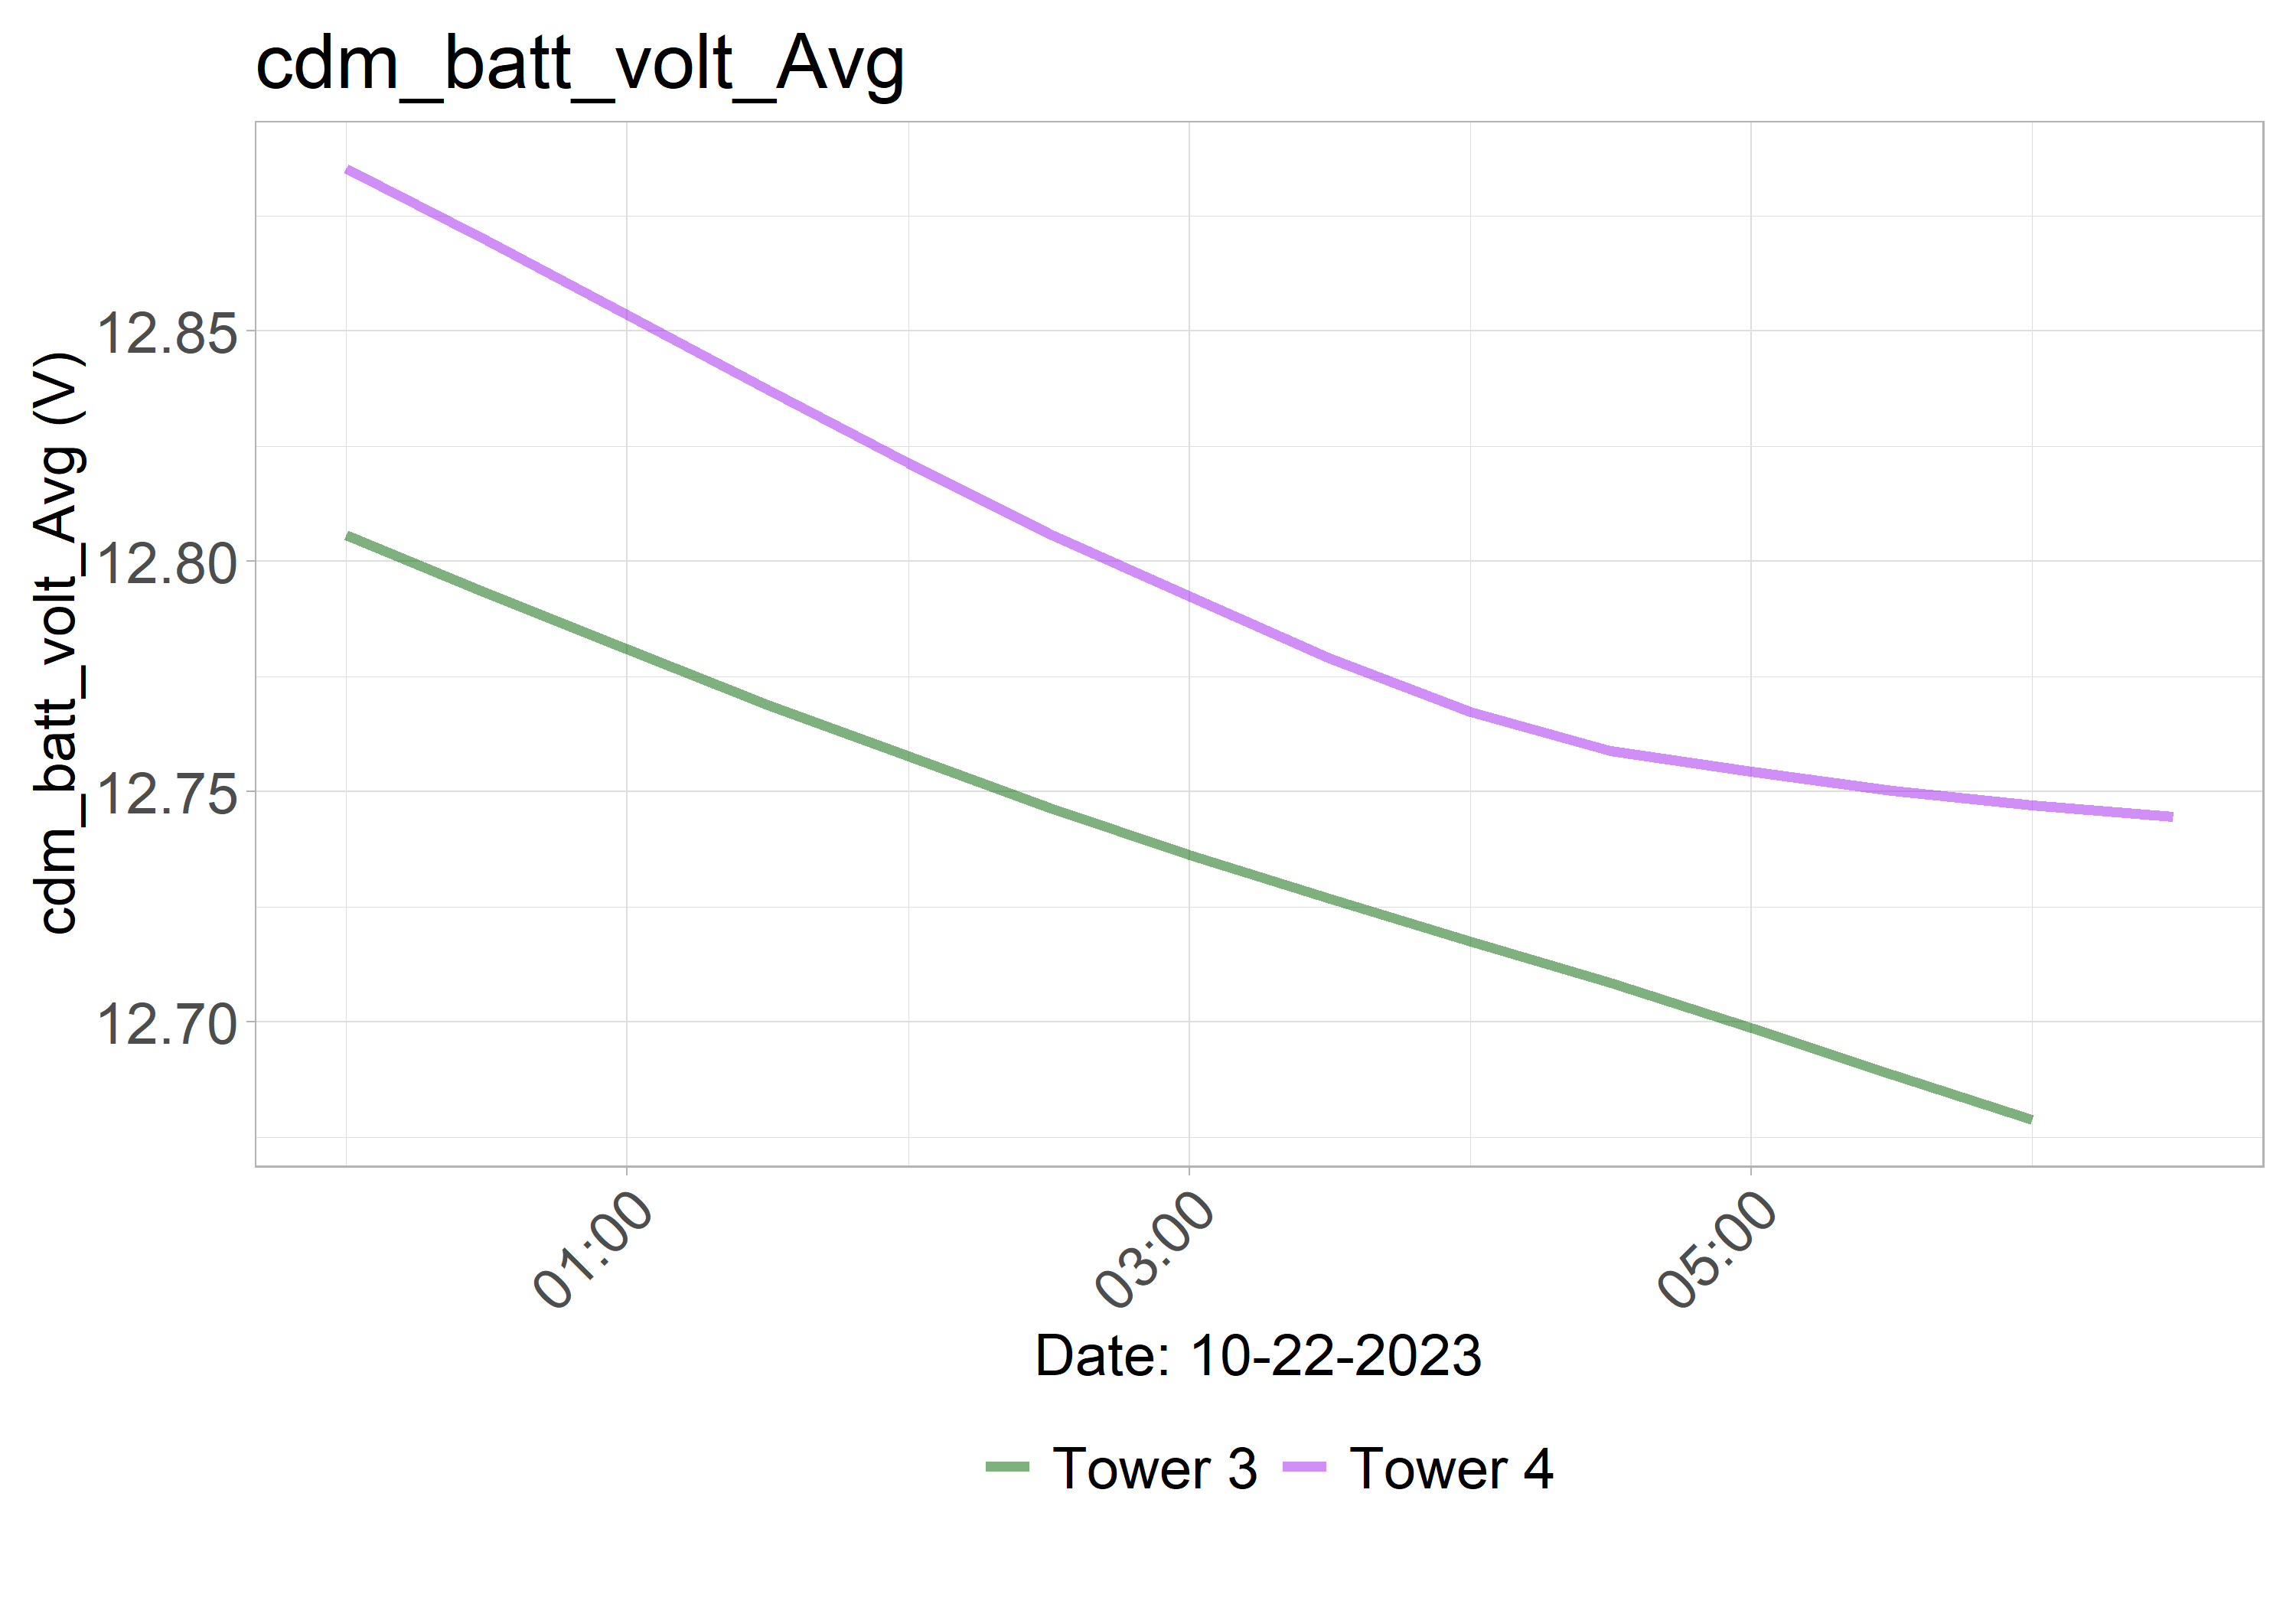 cdm_batt_volt_Avg
cdm_batt_volt_Avg (V)
12.85
12.80
12.75
12.70
01:00
03:00
05:00
Date: 10-22-2023
Tower 3
Tower 4